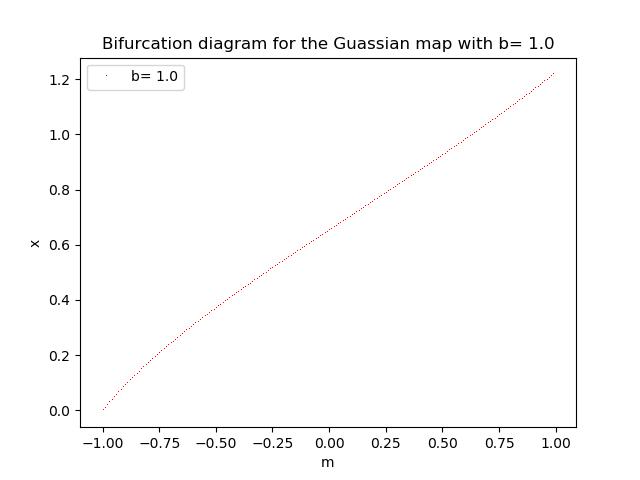 Bifurcation diagram for the Guassian map with b= 1.0
b= 1.0
1.2
1.0
0.8
0.6
0.4
0.2
0.0
x
−1.00 −0.75 −0.50 −0.25 0.00 0.25 0.50 0.75 1.00
m